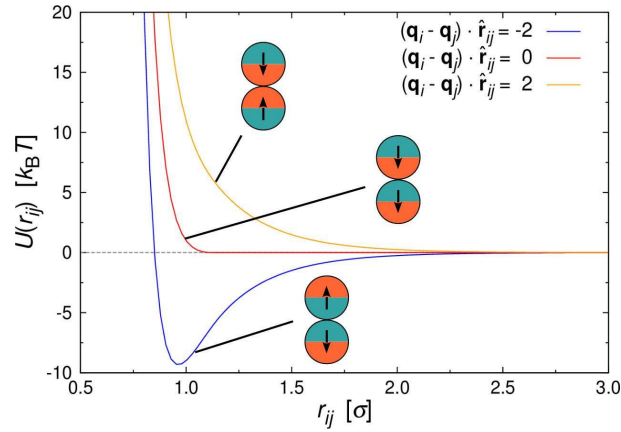 20
15
10
5
0
-5
-10
U(r_ij) [k_B T]
(q_i - q_j) · r̂_ij = -2
(q_i - q_j) · r̂_ij = 0
(q_i - q_j) · r̂_ij = 2
0.5 1.0 1.5 2.0 2.5 3.0
r_ij [σ]